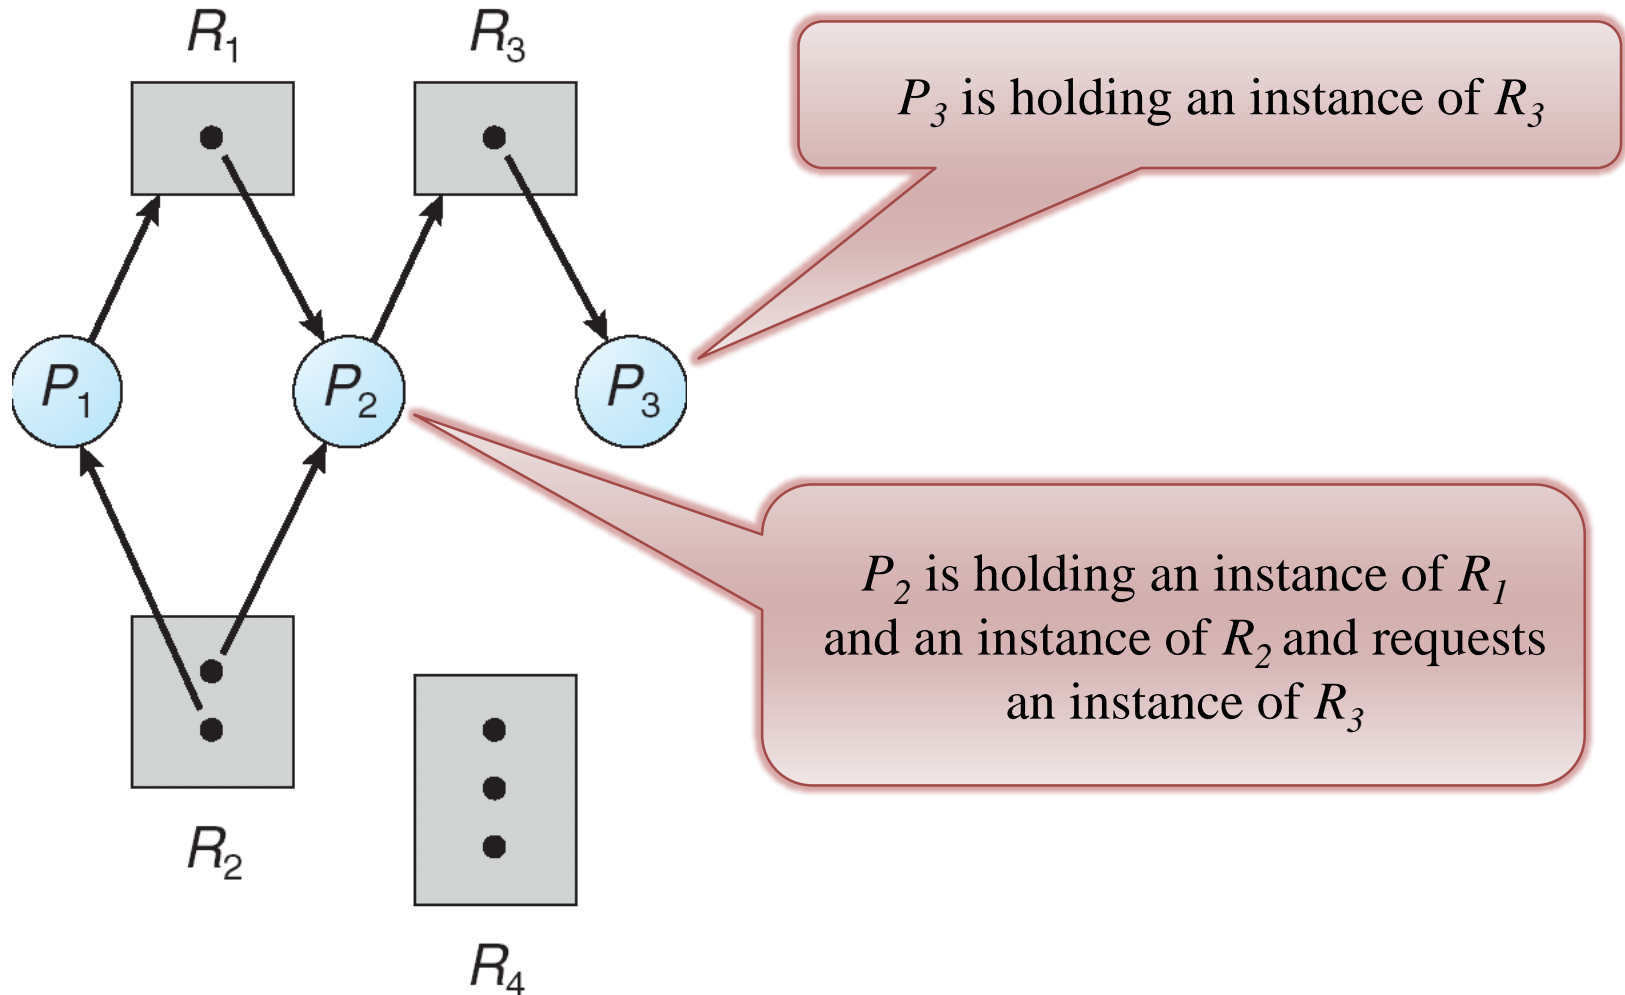 R₁
R₃
P₃ is holding an instance of R₃
P₁
P₂
P₃
P₂ is holding an instance of R₁
and an instance of R₂ and requests
an instance of R₃
R₂
R₄